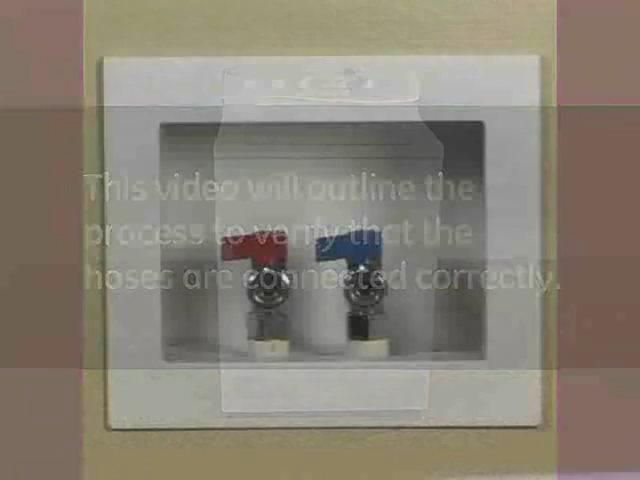 This video will outline the
process to verify that the
hoses are connected correctly.